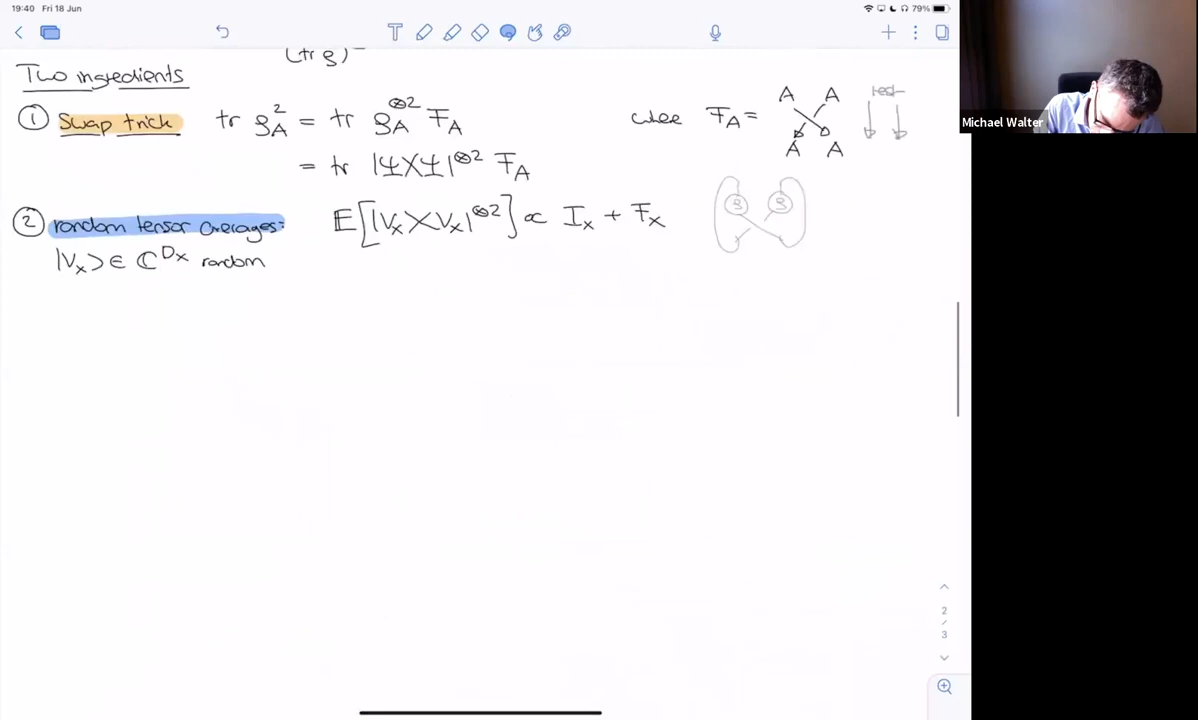 19:40 Fri 18 Jun
79%
(tr ρ)²
Two ingredients
① Swap trick tr ρ_A² = tr ρ_A^{⊗2} F_A where F_A = A A
A A
rest
= tr |Ψ⟩⟨Ψ|^{⊗2} F_A
ρ ρ
② random tensor averages: 𝔼[|V_x⟩⟨V_x|^{⊗2}] ∝ I_x + F_x
|V_x⟩ ∈ ℂ^{D_x} random
Michael Walter
2
/
3